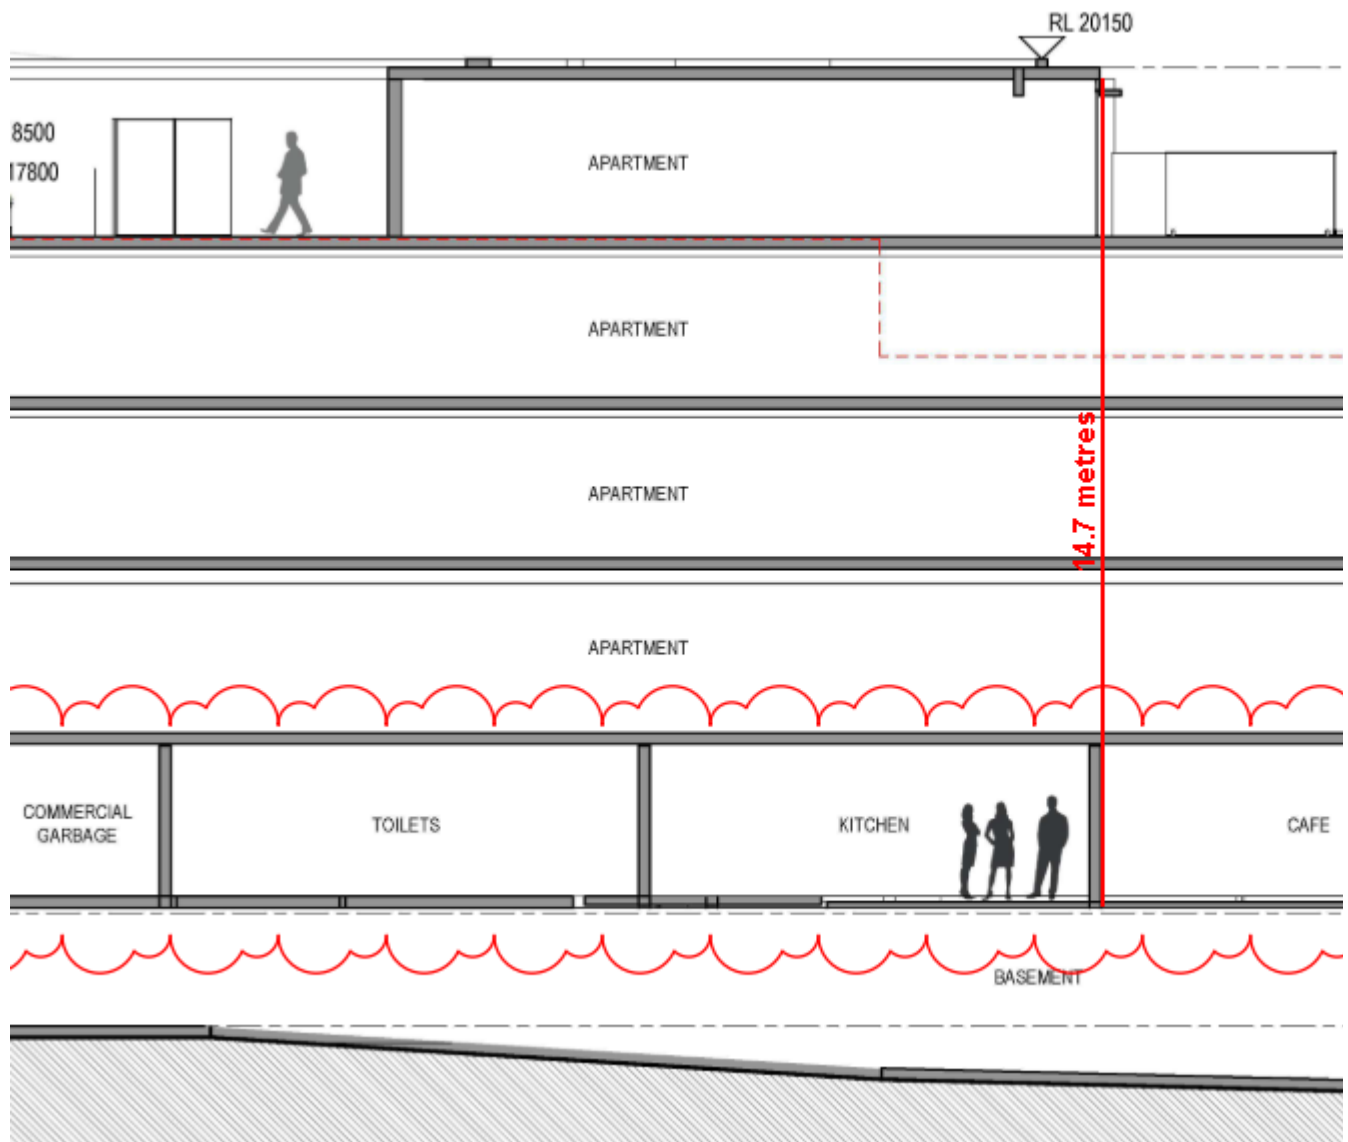 RL 20150
8500
17800
APARTMENT
APARTMENT
14.7 metres
APARTMENT
APARTMENT
COMMERCIAL
GARBAGE
TOILETS
KITCHEN
CAFE
BASEMENT